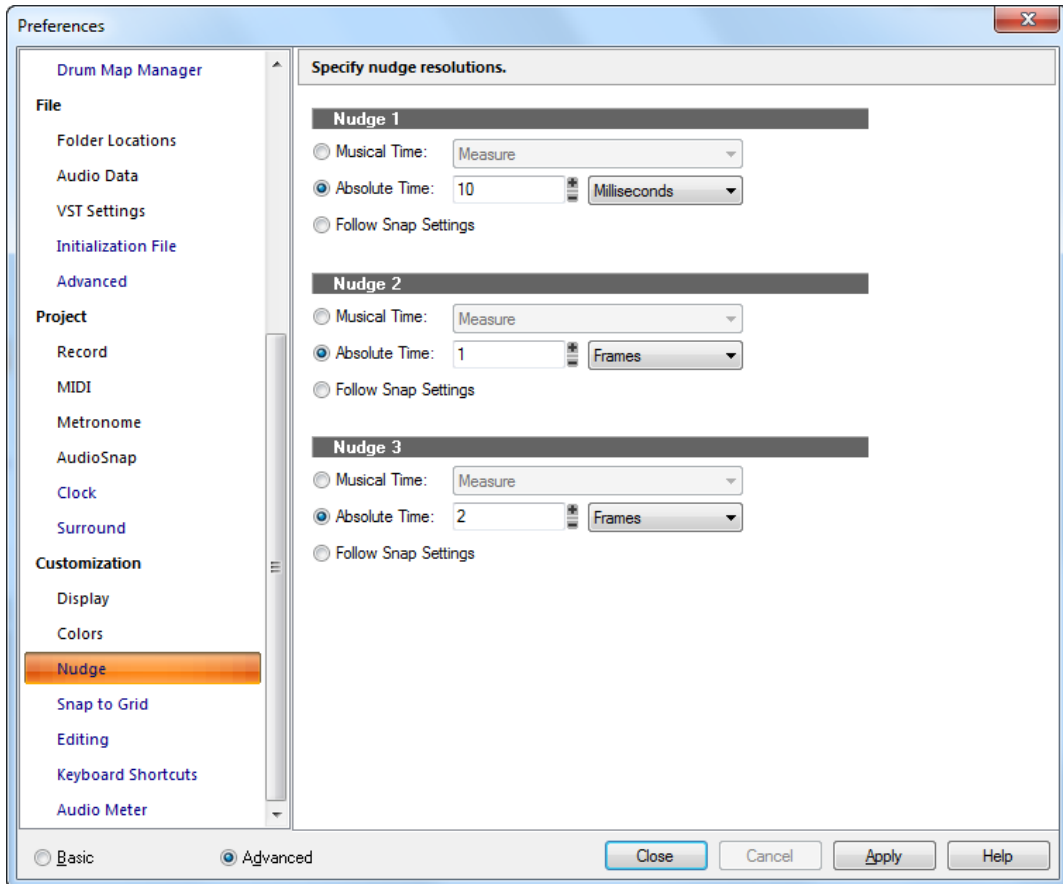 Preferences
Drum Map Manager
File
Folder Locations
Audio Data
VST Settings
Initialization File
Advanced
Project
Record
MIDI
Metronome
AudioSnap
Clock
Surround
Customization
Display
Colors
Nudge
Snap to Grid
Editing
Keyboard Shortcuts
Audio Meter
Specify nudge resolutions.
Nudge 1
Musical Time: Measure
Absolute Time: 10 Milliseconds
Follow Snap Settings
Nudge 2
Musical Time: Measure
Absolute Time: 1 Frames
Follow Snap Settings
Nudge 3
Musical Time: Measure
Absolute Time: 2 Frames
Follow Snap Settings
Basic Advanced Close Cancel Apply Help